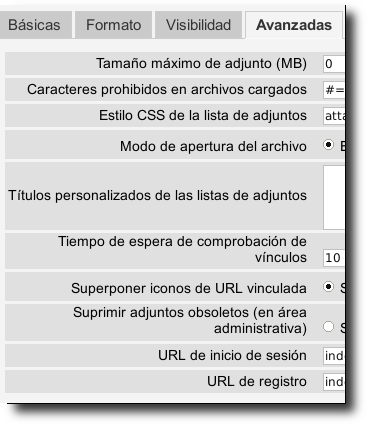 Básicas Formato Visibilidad Avanzadas
Tamaño máximo de adjunto (MB) 0
Caracteres prohibidos en archivos cargados #=
Estilo CSS de la lista de adjuntos atta
Modo de apertura del archivo
Títulos personalizados de las listas de adjuntos
Tiempo de espera de comprobación de
vínculos 10
Superponer iconos de URL vinculada S
Suprimir adjuntos obsoletos (en área
administrativa) S
URL de inicio de sesión inde
URL de registro inde